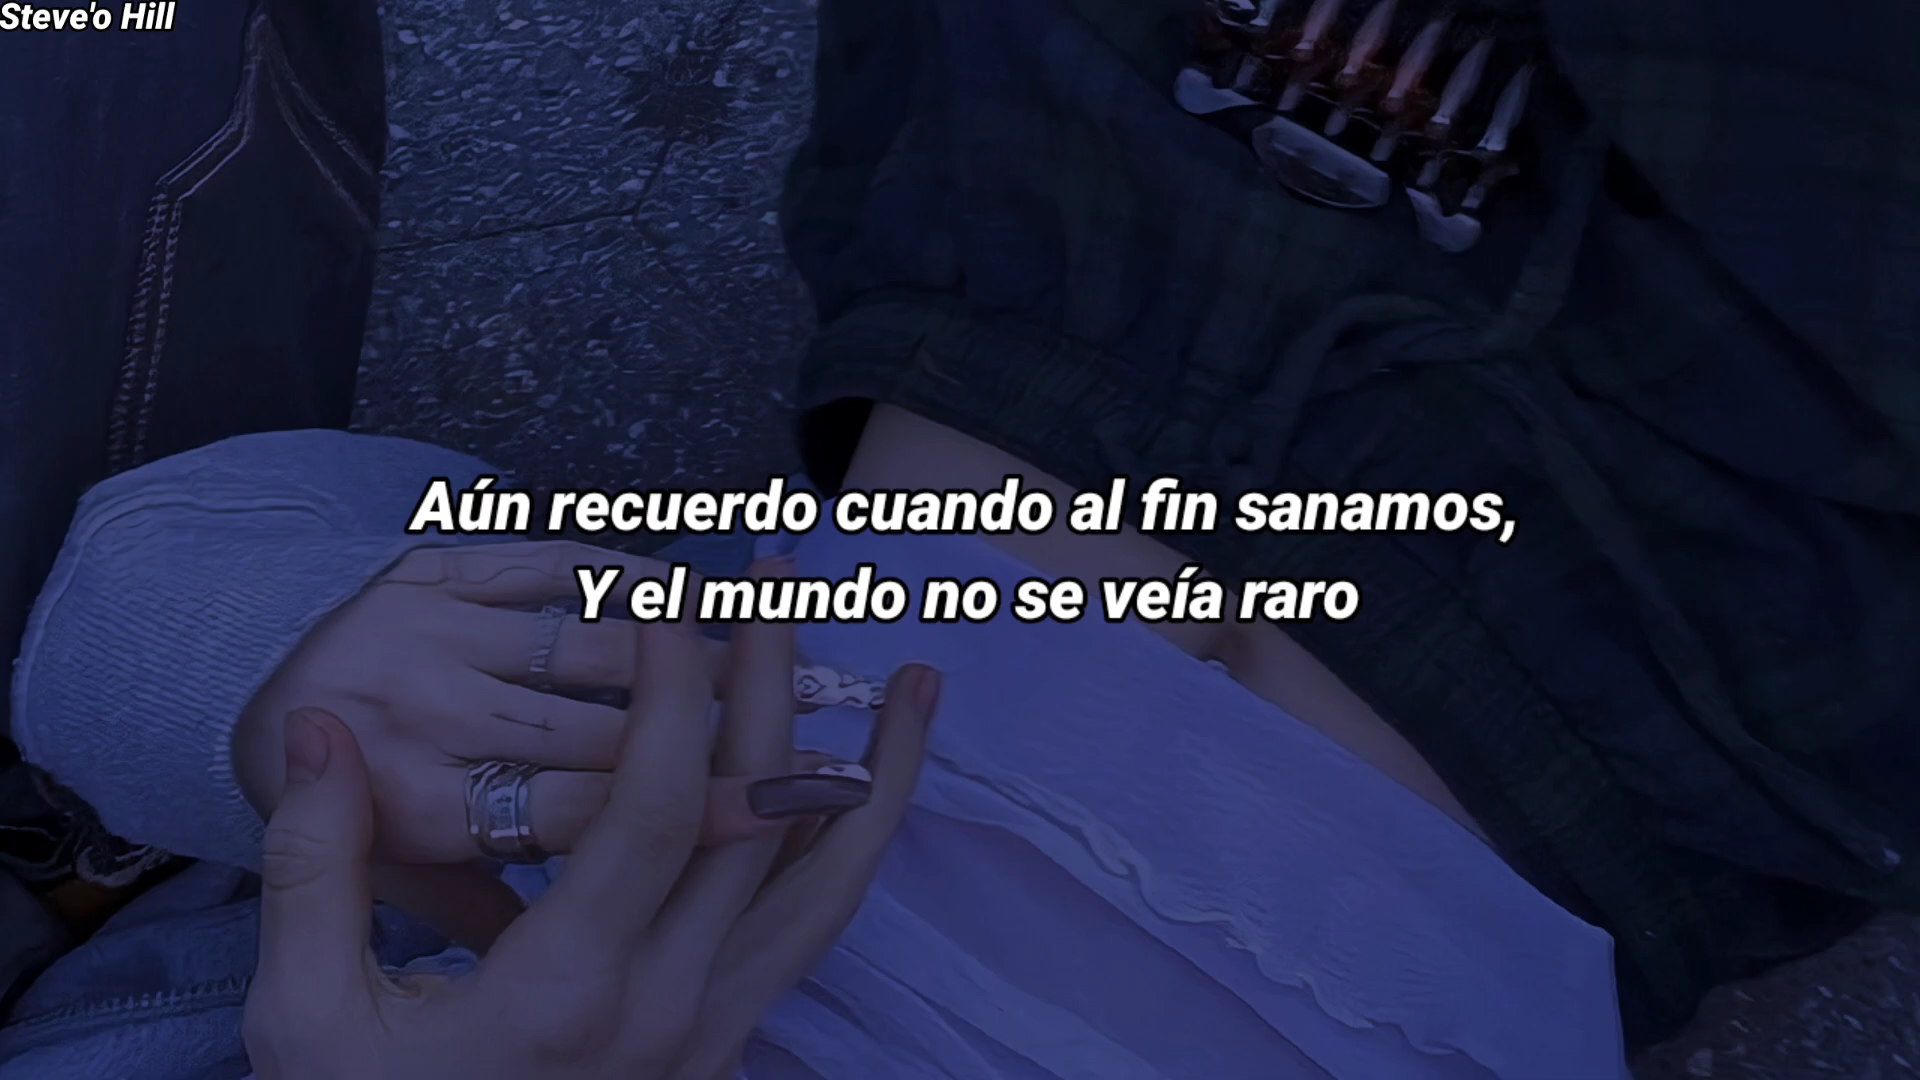 Steve'o Hill
Aún recuerdo cuando al fin sanamos,
Y el mundo no se veía raro